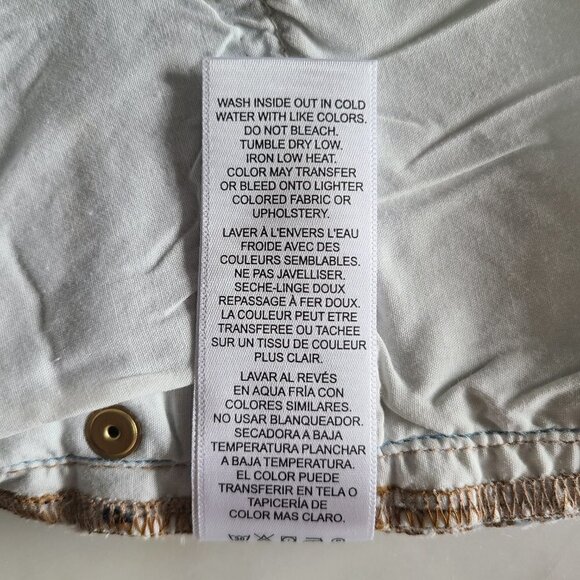 WASH INSIDE OUT IN COLD
WATER WITH LIKE COLORS.
DO NOT BLEACH.
TUMBLE DRY LOW.
IRON LOW HEAT.
COLOR MAY TRANSFER
OR BLEED ONTO LIGHTER
COLORED FABRIC OR
UPHOLSTERY.
LAVER À L'ENVERS L'EAU
FROIDE AVEC DES
COULEURS SEMBLABLES.
NE PAS JAVELLISER.
SECHE-LINGE DOUX
REPASSAGE À FER DOUX.
LA COULEUR PEUT ETRE
TRANSFEREE OU TACHEE
SUR UN TISSU DE COULEUR
PLUS CLAIR.
LAVAR AL REVÉS
EN AQUA FRÍA CON
COLORES SIMILARES.
NO USAR BLANQUEADOR.
SECADORA A BAJA
TEMPERATURA PLANCHAR
A BAJA TEMPERATURA.
EL COLOR PUEDE
TRANSFERIR EN TELA O
TAPICERÍA DE
COLOR MAS CLARO.